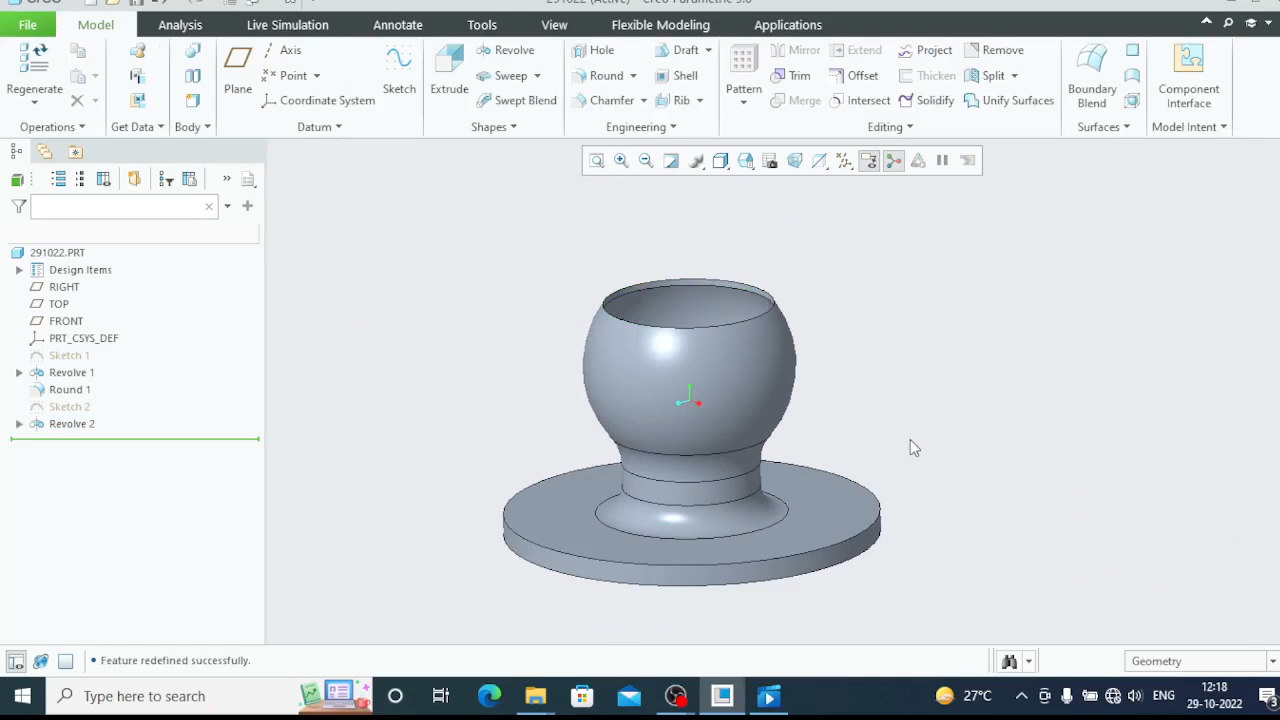 File Model Analysis Live Simulation Annotate Tools View Flexible Modeling Applications
Axis Revolve Hole Draft Mirror Extend Project Remove
Point Sweep Round Shell Trim Offset Thicken Split
Regenerate Plane Sketch Extrude Pattern Boundary Blend Component Interface
Coordinate System Swept Blend Chamfer Rib Merge Intersect Solidify Unify Surfaces
Operations Get Data Body Datum Shapes Engineering Editing Surfaces Model Intent
291022.PRT
Design Items
RIGHT
TOP
FRONT
PRT_CSYS_DEF
Sketch 1
Revolve 1
Round 1
Sketch 2
Revolve 2
• Feature redefined successfully.
Geometry
Type here to search
27°C
ENG
12:18
29-10-2022